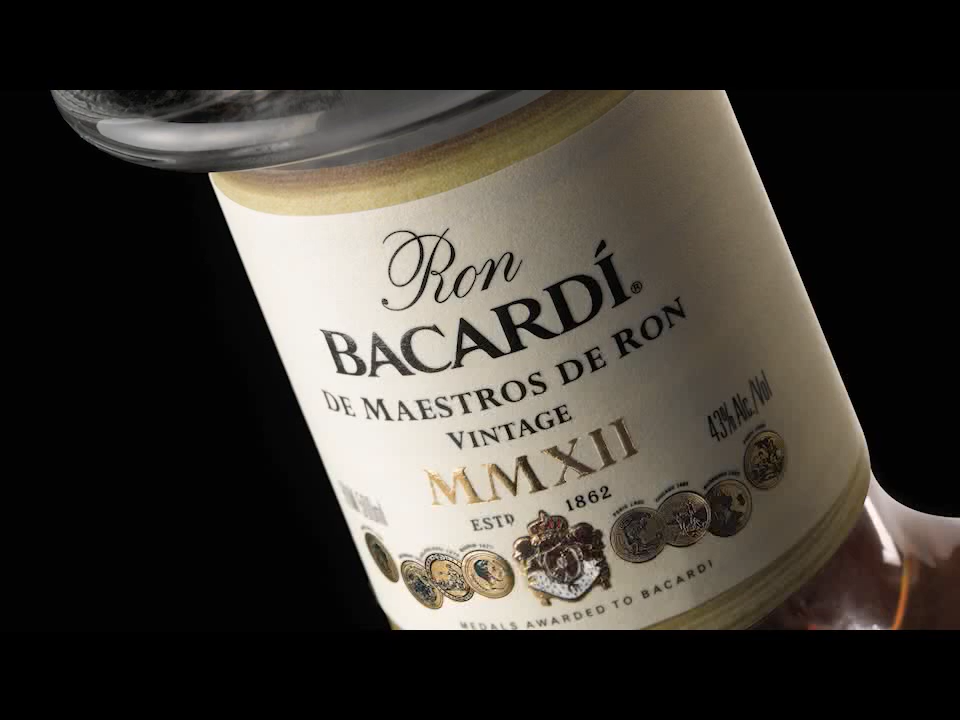 Ron
BACARDÍ®
DE MAESTROS DE RON
VINTAGE
MMXII
43% Alc./Vol
ESTD 1862
MEDALS AWARDED TO BACARDI